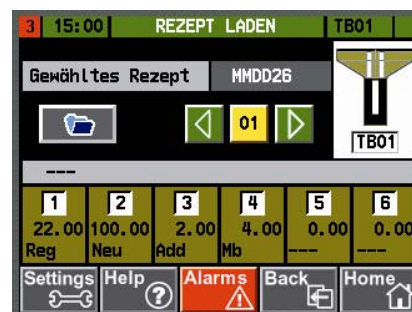 3 15:00 REZEPT LADEN TB01
Gewähltes Rezept MMDD26
01
TB01
---
1 2 3 4 5 6
22.00 100.00 2.00 4.00 0.00 0.00
Reg Neu Add Mb --- ---
Settings Help ? Alarms Back Home